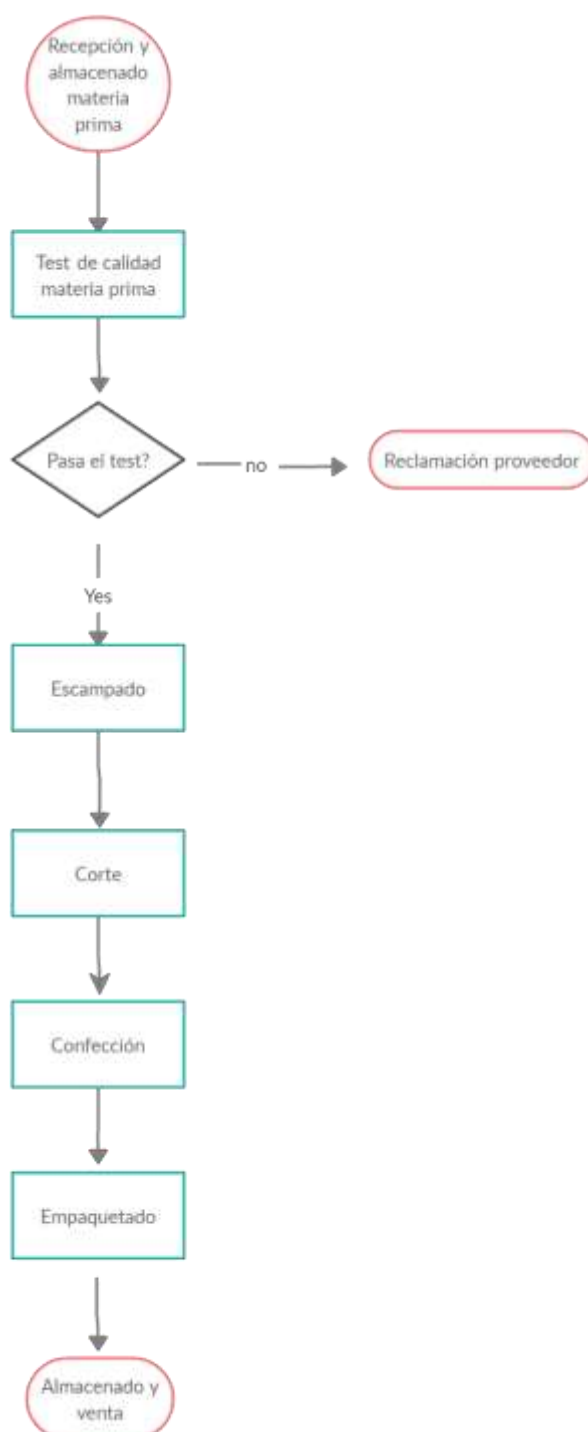 Recepción y
almacenado
materia
prima
Test de calidad
materia prima
Pasa el test?
no
Reclamación proveedor
Yes
Escampado
Corte
Confección
Empaquetado
Almacenado y
venta